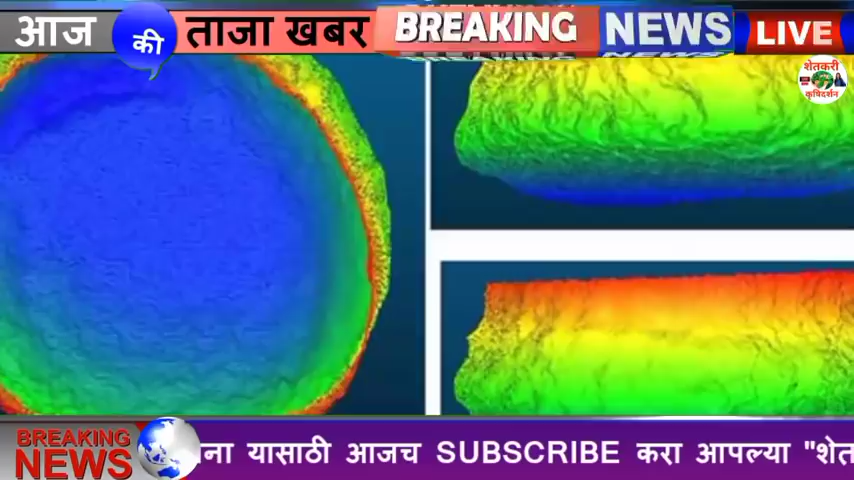 आज की ताजा खबर BREAKING NEWS LIVE
शेतकरी
कृषिदर्शन
BREAKING NEWS
ना यासाठी आजच SUBSCRIBE करा आपल्या "शेत